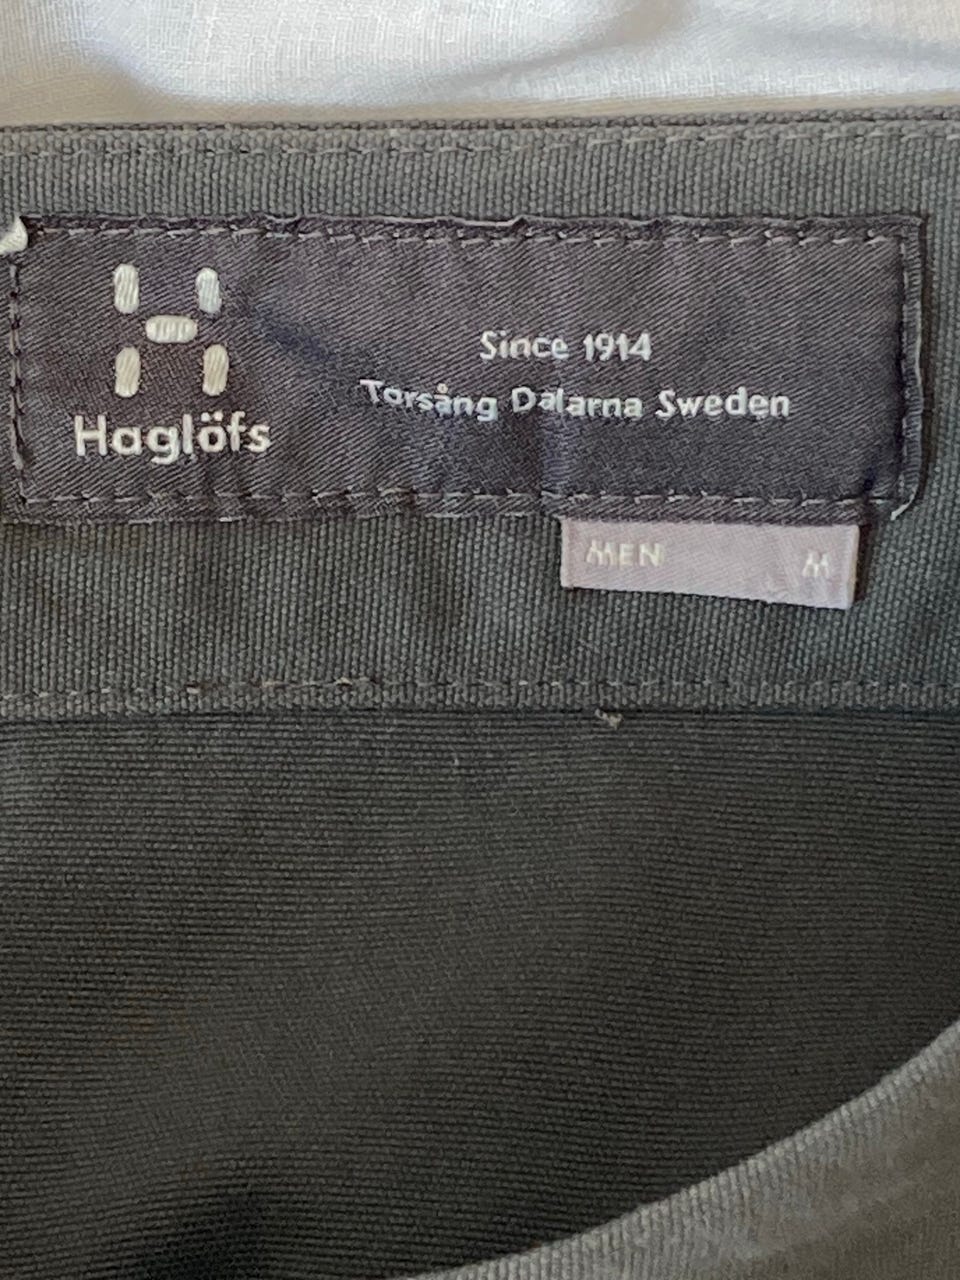 Haglöfs
Since 1914
Torsång Dalarna Sweden
MEN M